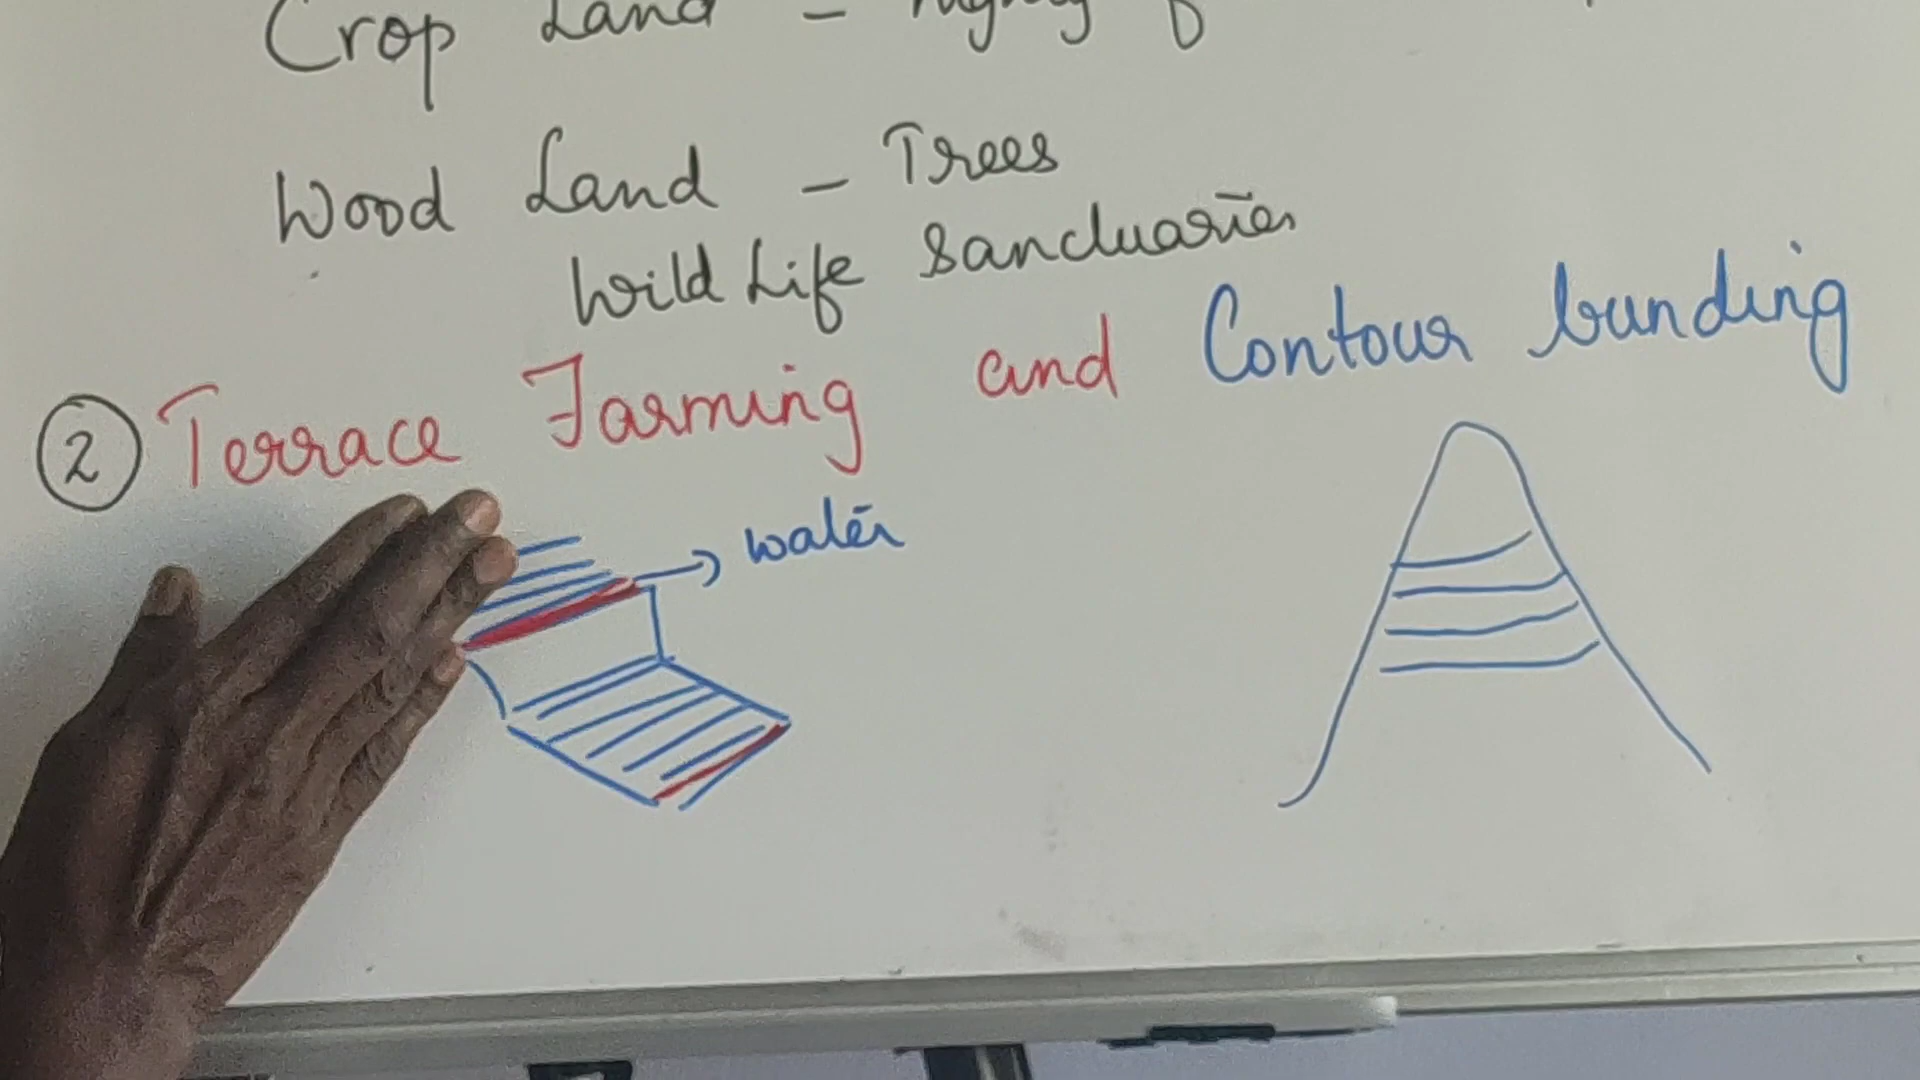 Crop Land -
Wood Land - Trees
Wild Life Sanctuaries
② Terrace Farming and Contour bunding
water